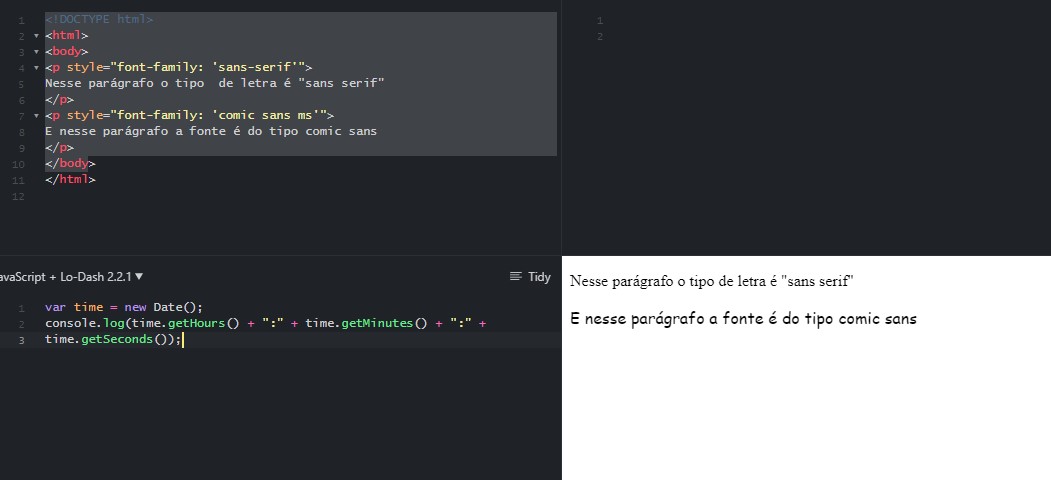 1 <!DOCTYPE html>
2 <html>
3 <body>
4 <p style="font-family: 'sans-serif'">
5 Nesse parágrafo o tipo  de letra é "sans serif"
6 </p>
7 <p style="font-family: 'comic sans ms'">
8 E nesse parágrafo a fonte é do tipo comic sans
9 </p>
10 </body>
11 </html>
12
1
2
avaScript + Lo-Dash 2.2.1 ▼
Tidy
1 var time = new Date();
2 console.log(time.getHours() + ":" + time.getMinutes() + ":" +
3 time.getSeconds());
Nesse parágrafo o tipo de letra é "sans serif"
E nesse parágrafo a fonte é do tipo comic sans